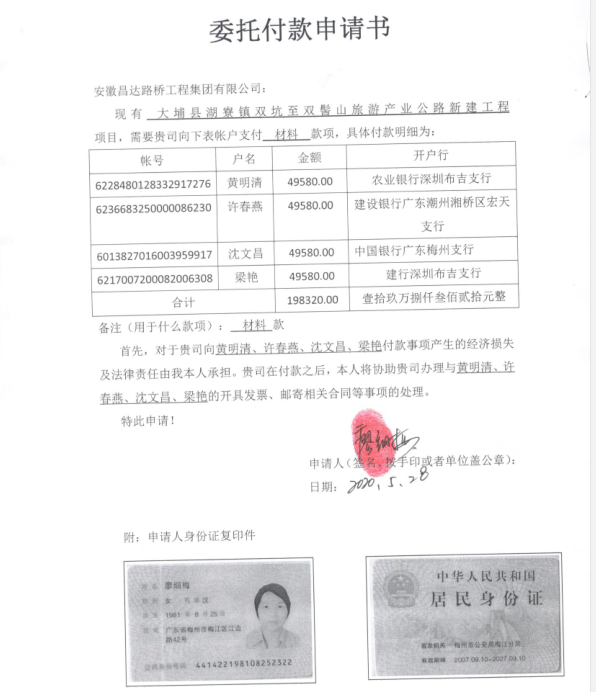 委托付款申请书
安徽昌达路桥工程集团有限公司：
现有 大埔县湖寮镇双坑至双髻山旅游产业公路新建工程
项目，需要贵司向下表帐户支付 材料 款项，具体付款明细为：
帐号 户名 金额 开户行
6228480128332917276 黄明清 49580.00 农业银行深圳布吉支行
6236683250000086230 许春燕 49580.00 建设银行广东潮州湘桥区宏天
支行
6013827016003959917 沈文昌 49580.00 中国银行广东梅州支行
6217007200082006308 梁艳 49580.00 建行深圳布吉支行
合计 198320.00 壹拾玖万捌仟叁佰贰拾元整
备注（用于什么款项）： 材料 款
首先，对于贵司向黄明清、许春燕、沈文昌、梁艳付款事项产生的经济损失
及法律责任由我本人承担。贵司在付款之后，本人将协助贵司办理与黄明清、许
春燕、沈文昌、梁艳的开具发票、邮寄相关合同等事项的处理。
特此申请！
申请人（签名、按手印或者单位盖公章）：
日期： 2020.5.28
附：申请人身份证复印件
姓名 廖细梅
性别 女 民族 汉
出生 1981 年 8 月 25 日
住址 广东省梅州市梅江区江边
路42号
公民身份号码 441422198108252322
中华人民共和国
居民身份证
签发机关 梅州市公安局梅江分局
有效期限 2007.09.10-2027.09.10